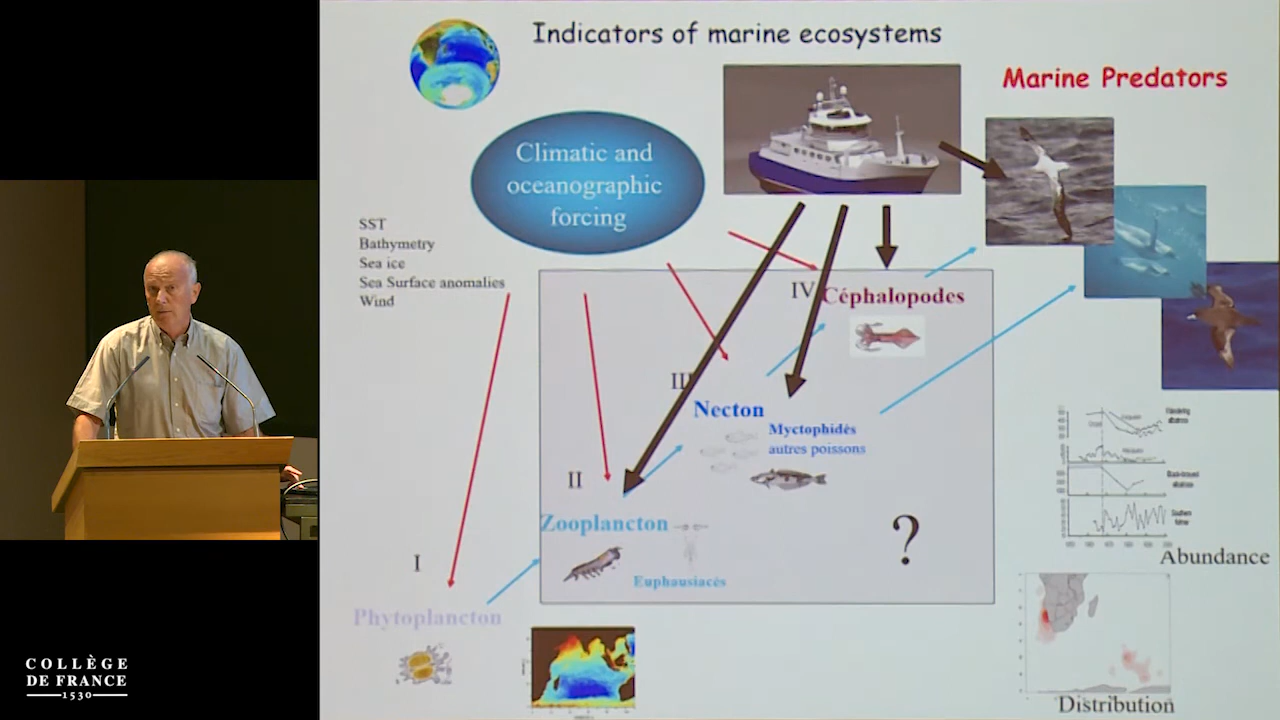 Indicators of marine ecosystems
Marine Predators
Climatic and
oceanographic
forcing
SST
Bathymetry
Sea ice
Sea Surface anomalies
Wind
IV
Céphalopodes
III
Necton
Myctophidés
autres poissons
II
Zooplancton
Euphausiacés
?
I
Phytoplancton
Abundance
Distribution
COLLÈGE
DE FRANCE
1530